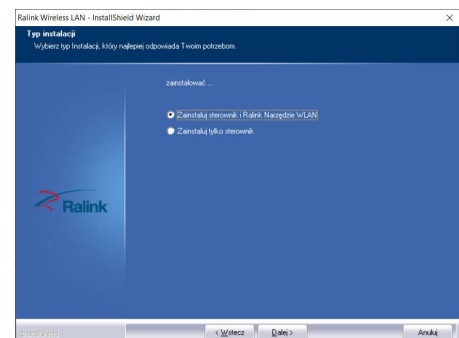 Ralink Wireless LAN - InstallShield Wizard
Typ instalacji
Wybierz typ Instalacji, który najlepiej odpowiada Twoim potrzebom.
zainstalować ...
Zainstaluj sterownik i Ralink Narzędzie WLAN
Zainstaluj tylko sterownik
Ralink
InstallShield
< Wstecz
Dalej >
Anuluj